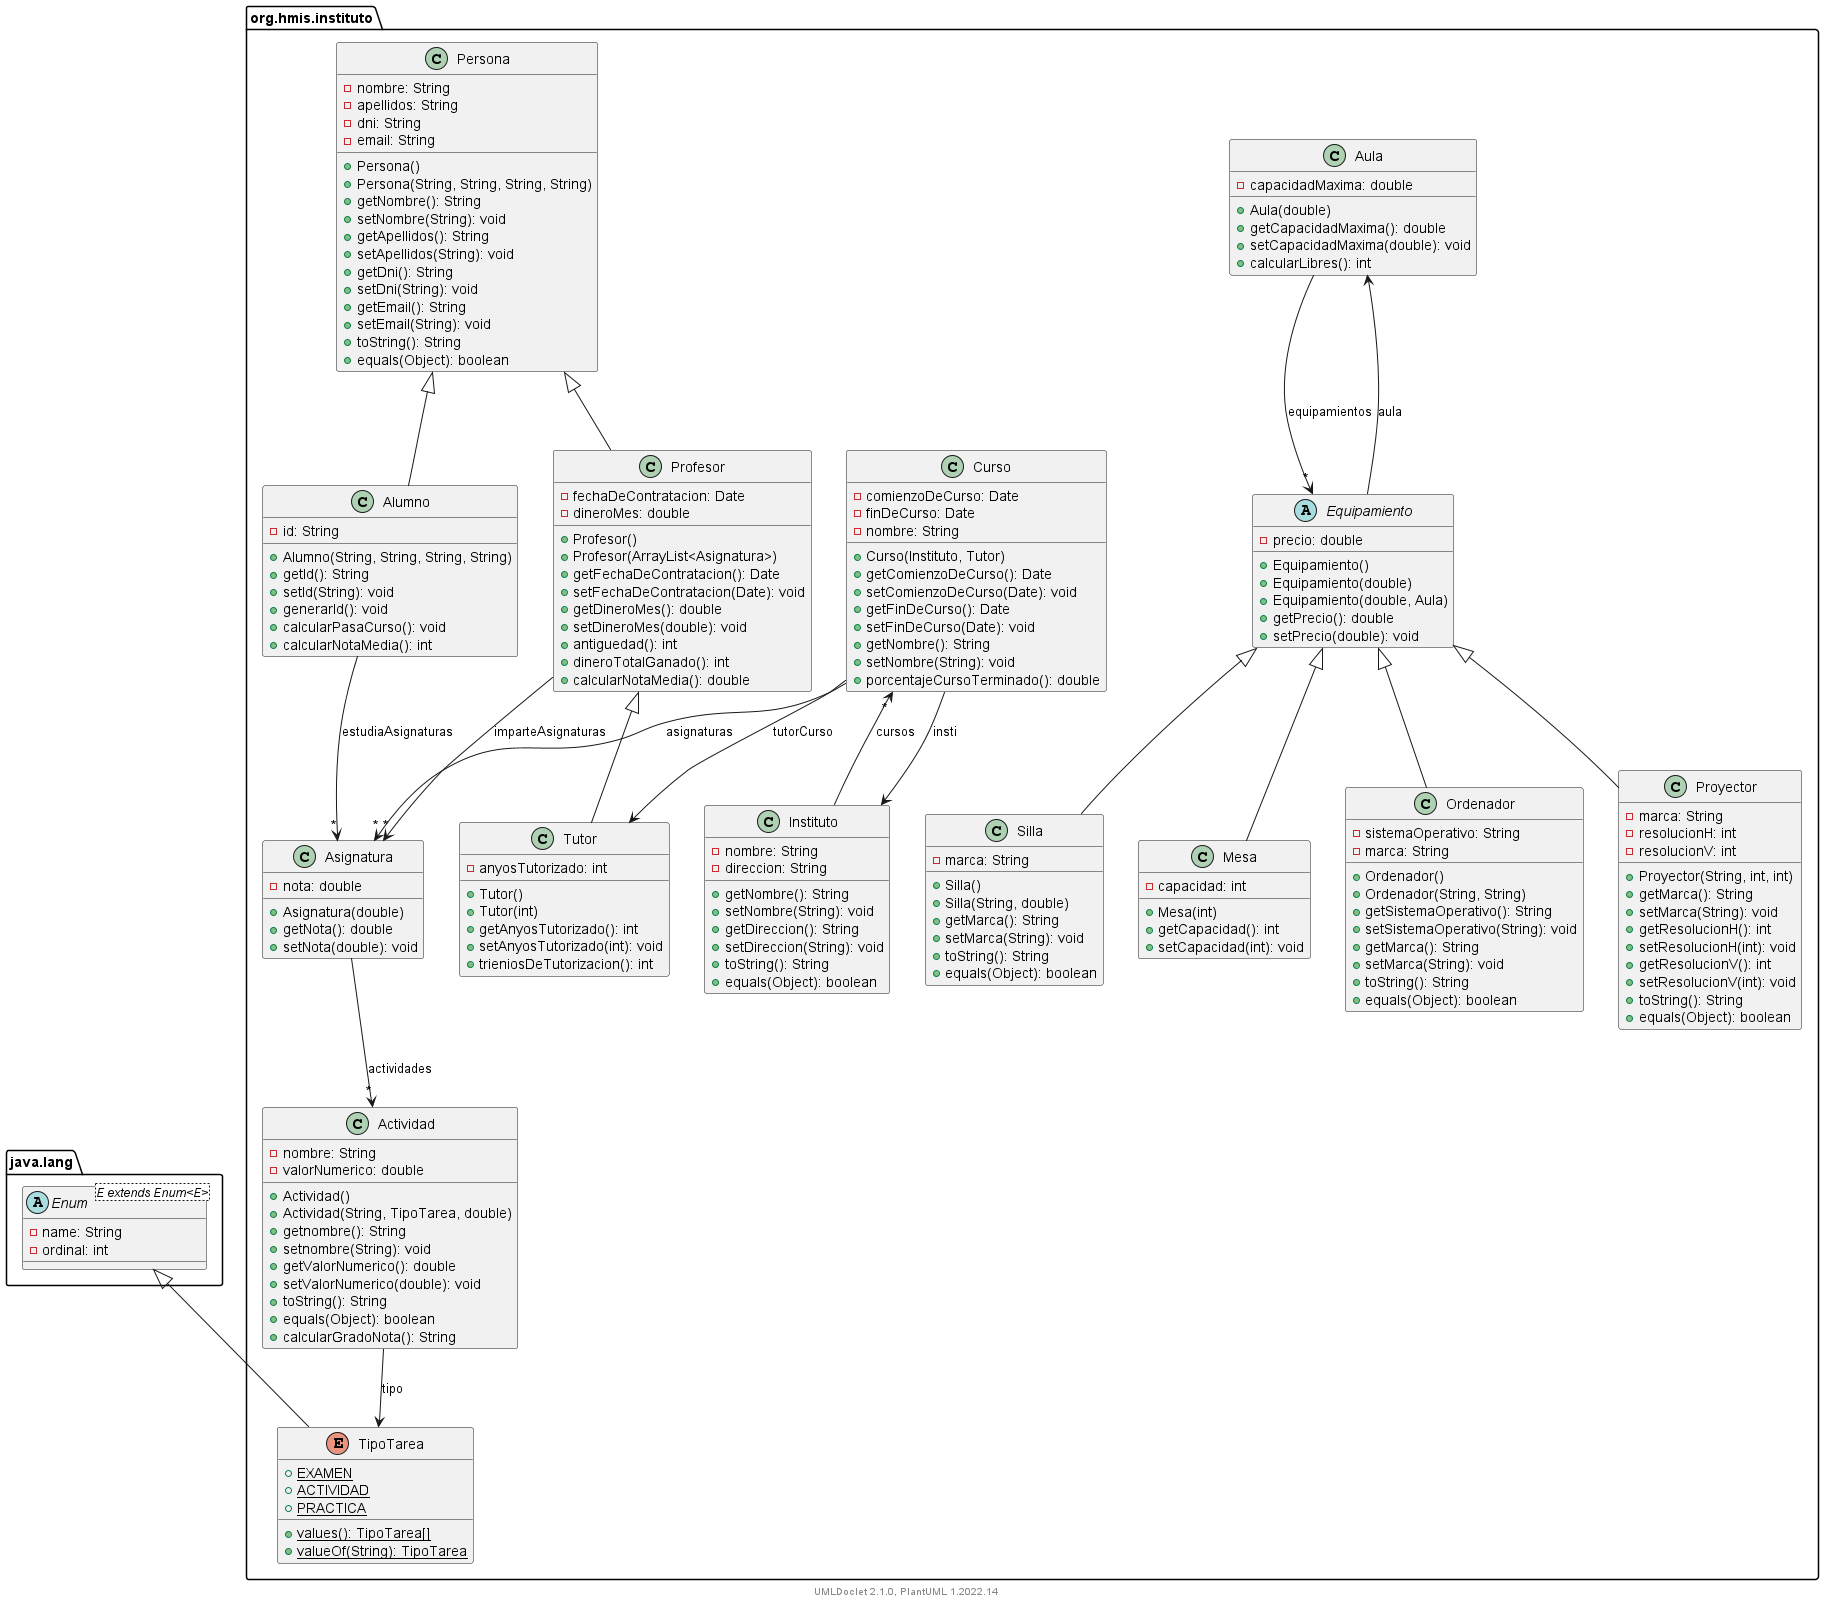 org.hmis.instituto
C Persona
nombre: String
apellidos: String
dni: String
email: String
Persona()
Persona(String, String, String, String)
getNombre(): String
setNombre(String): void
getApellidos(): String
setApellidos(String): void
getDni(): String
setDni(String): void
getEmail(): String
setEmail(String): void
toString(): String
equals(Object): boolean
C Aula
capacidadMaxima: double
Aula(double)
getCapacidadMaxima(): double
setCapacidadMaxima(double): void
calcularLibres(): int
equipamientos
aula
*
C Alumno
id: String
Alumno(String, String, String, String)
getId(): String
setId(String): void
generarId(): void
calcularPasaCurso(): void
calcularNotaMedia(): int
C Profesor
fechaDeContratacion: Date
dineroMes: double
Profesor()
Profesor(ArrayList<Asignatura>)
getFechaDeContratacion(): Date
setFechaDeContratacion(Date): void
getDineroMes(): double
setDineroMes(double): void
antiguedad(): int
dineroTotalGanado(): int
calcularNotaMedia(): double
C Curso
comienzoDeCurso: Date
finDeCurso: Date
nombre: String
Curso(Instituto, Tutor)
getComienzoDeCurso(): Date
setComienzoDeCurso(Date): void
getFinDeCurso(): Date
setFinDeCurso(Date): void
getNombre(): String
setNombre(String): void
porcentajeCursoTerminado(): double
A Equipamiento
precio: double
Equipamiento()
Equipamiento(double)
Equipamiento(double, Aula)
getPrecio(): double
setPrecio(double): void
*
estudiaAsignaturas
imparteAsignaturas
asignaturas
tutorCurso
cursos
insti
*
* *
C Asignatura
nota: double
Asignatura(double)
getNota(): double
setNota(double): void
C Tutor
anyosTutorizado: int
Tutor()
Tutor(int)
getAnyosTutorizado(): int
setAnyosTutorizado(int): void
trieniosDeTutorizacion(): int
C Instituto
nombre: String
direccion: String
getNombre(): String
setNombre(String): void
getDireccion(): String
setDireccion(String): void
toString(): String
equals(Object): boolean
C Silla
marca: String
Silla()
Silla(String, double)
getMarca(): String
setMarca(String): void
toString(): String
equals(Object): boolean
C Mesa
capacidad: int
Mesa(int)
getCapacidad(): int
setCapacidad(int): void
C Ordenador
sistemaOperativo: String
marca: String
Ordenador()
Ordenador(String, String)
getSistemaOperativo(): String
setSistemaOperativo(String): void
getMarca(): String
setMarca(String): void
toString(): String
equals(Object): boolean
C Proyector
marca: String
resolucionH: int
resolucionV: int
Proyector(String, int, int)
getMarca(): String
setMarca(String): void
getResolucionH(): int
setResolucionH(int): void
getResolucionV(): int
setResolucionV(int): void
toString(): String
equals(Object): boolean
actividades
*
C Actividad
nombre: String
valorNumerico: double
Actividad()
Actividad(String, TipoTarea, double)
getnombre(): String
setnombre(String): void
getValorNumerico(): double
setValorNumerico(double): void
toString(): String
equals(Object): boolean
calcularGradoNota(): String
java.lang
A Enum
E extends Enum<E>
name: String
ordinal: int
tipo
E TipoTarea
EXAMEN
ACTIVIDAD
PRACTICA
values(): TipoTarea[]
valueOf(String): TipoTarea
UMLDoclet 2.1.0, PlantUML 1.2022.14